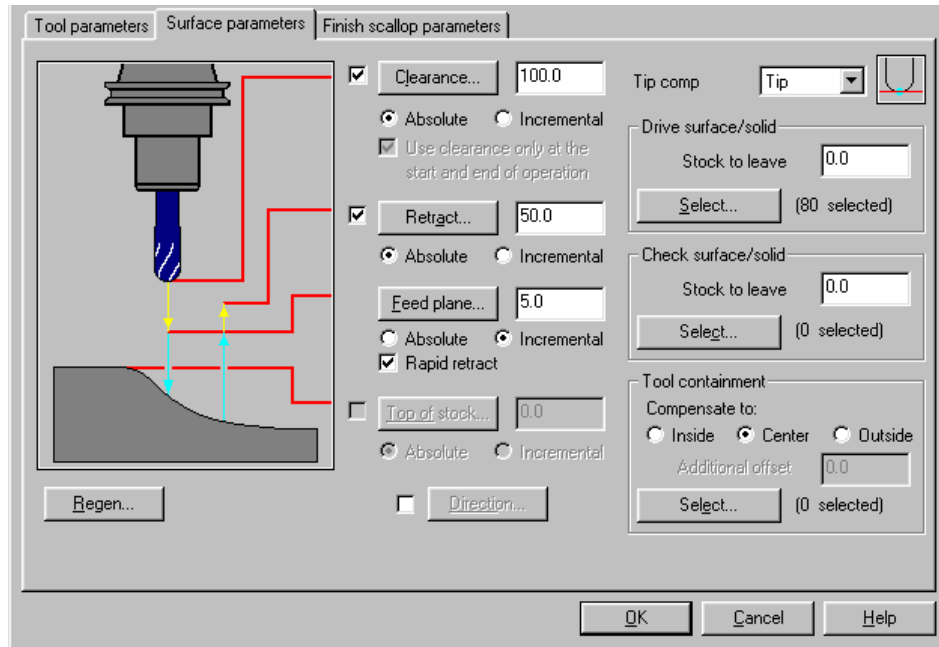 Tool parameters Surface parameters Finish scallop parameters
Clearance... 100.0
Absolute Incremental
Use clearance only at the
start and end of operation
Retract... 50.0
Absolute Incremental
Feed plane... 5.0
Absolute Incremental
Rapid retract
Top of stock... 0.0
Absolute Incremental
Direction...
Regen...
Tip comp Tip
Drive surface/solid
Stock to leave 0.0
Select... (80 selected)
Check surface/solid
Stock to leave 0.0
Select... (0 selected)
Tool containment
Compensate to:
Inside Center Outside
Additional offset 0.0
Select... (0 selected)
OK Cancel Help